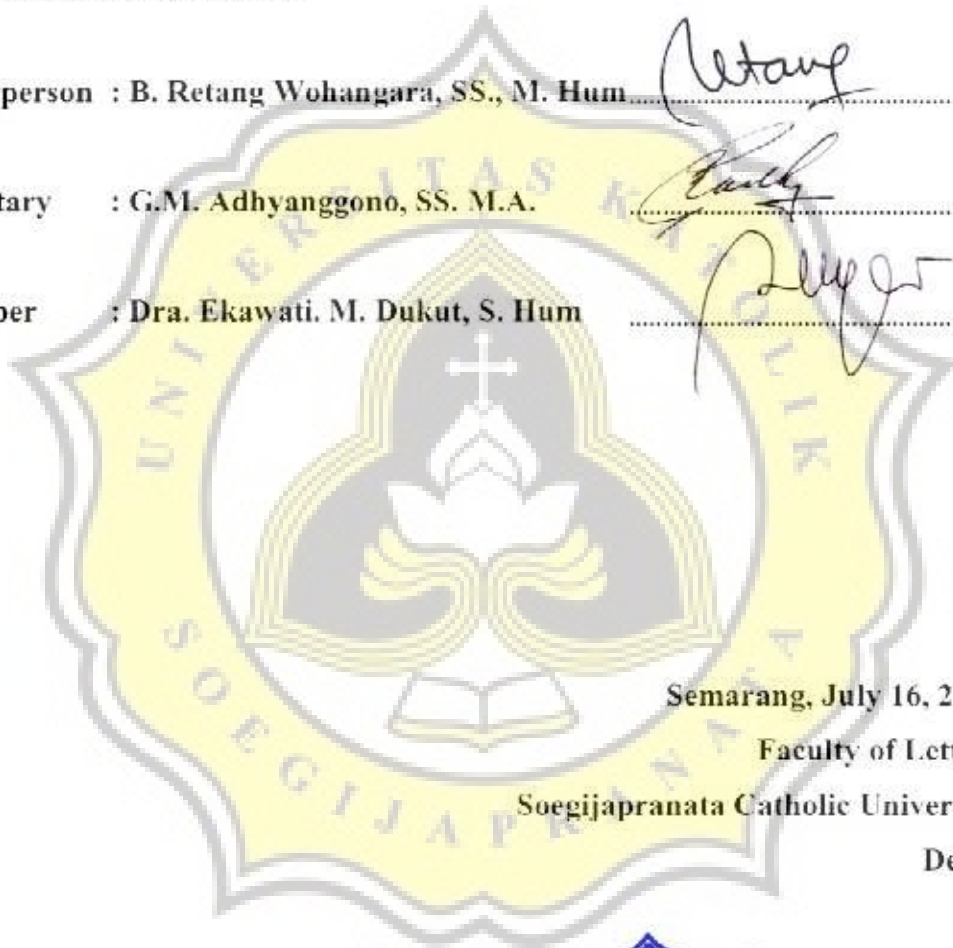 person : B. Retang Wohangara, SS., M. Hum
tary : G.M. Adhyanggono, SS. M.A.
ber : Dra. Ekawati. M. Dukut, S. Hum
UNIVERSITAS KATOLIK
SOEGIJAPRANATA
Semarang, July 16, 2
Faculty of Lett
Soegijapranata Catholic Univer
De